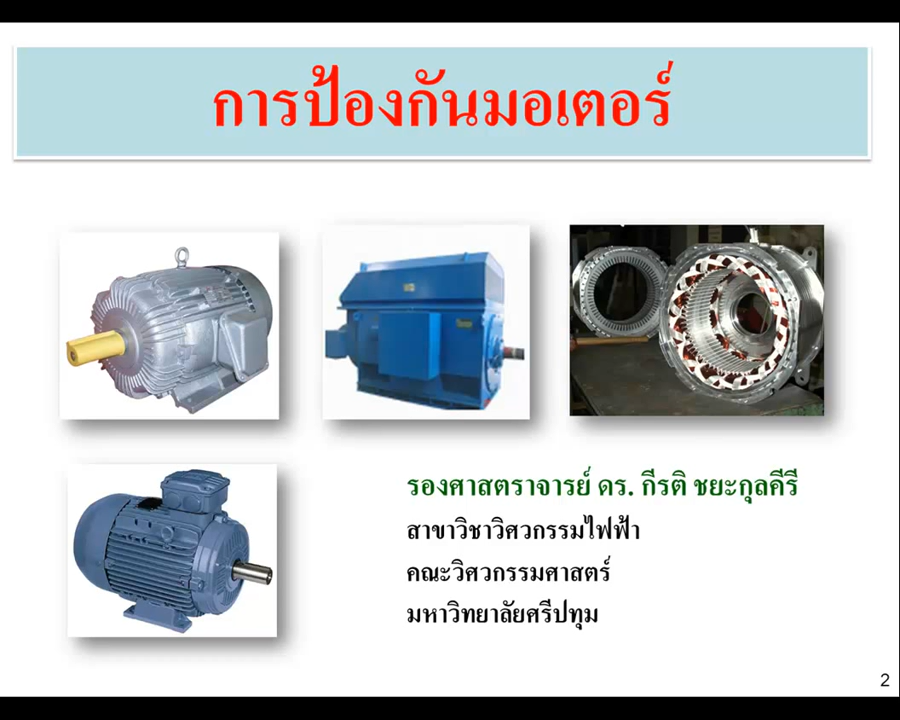 การป้องกันมอเตอร์
รองศาสตราจารย์ ดร. กีรติ ชยะกุลคีรี
สาขาวิชาวิศวกรรมไฟฟ้า
คณะวิศวกรรมศาสตร์
มหาวิทยาลัยศรีปทุม
2